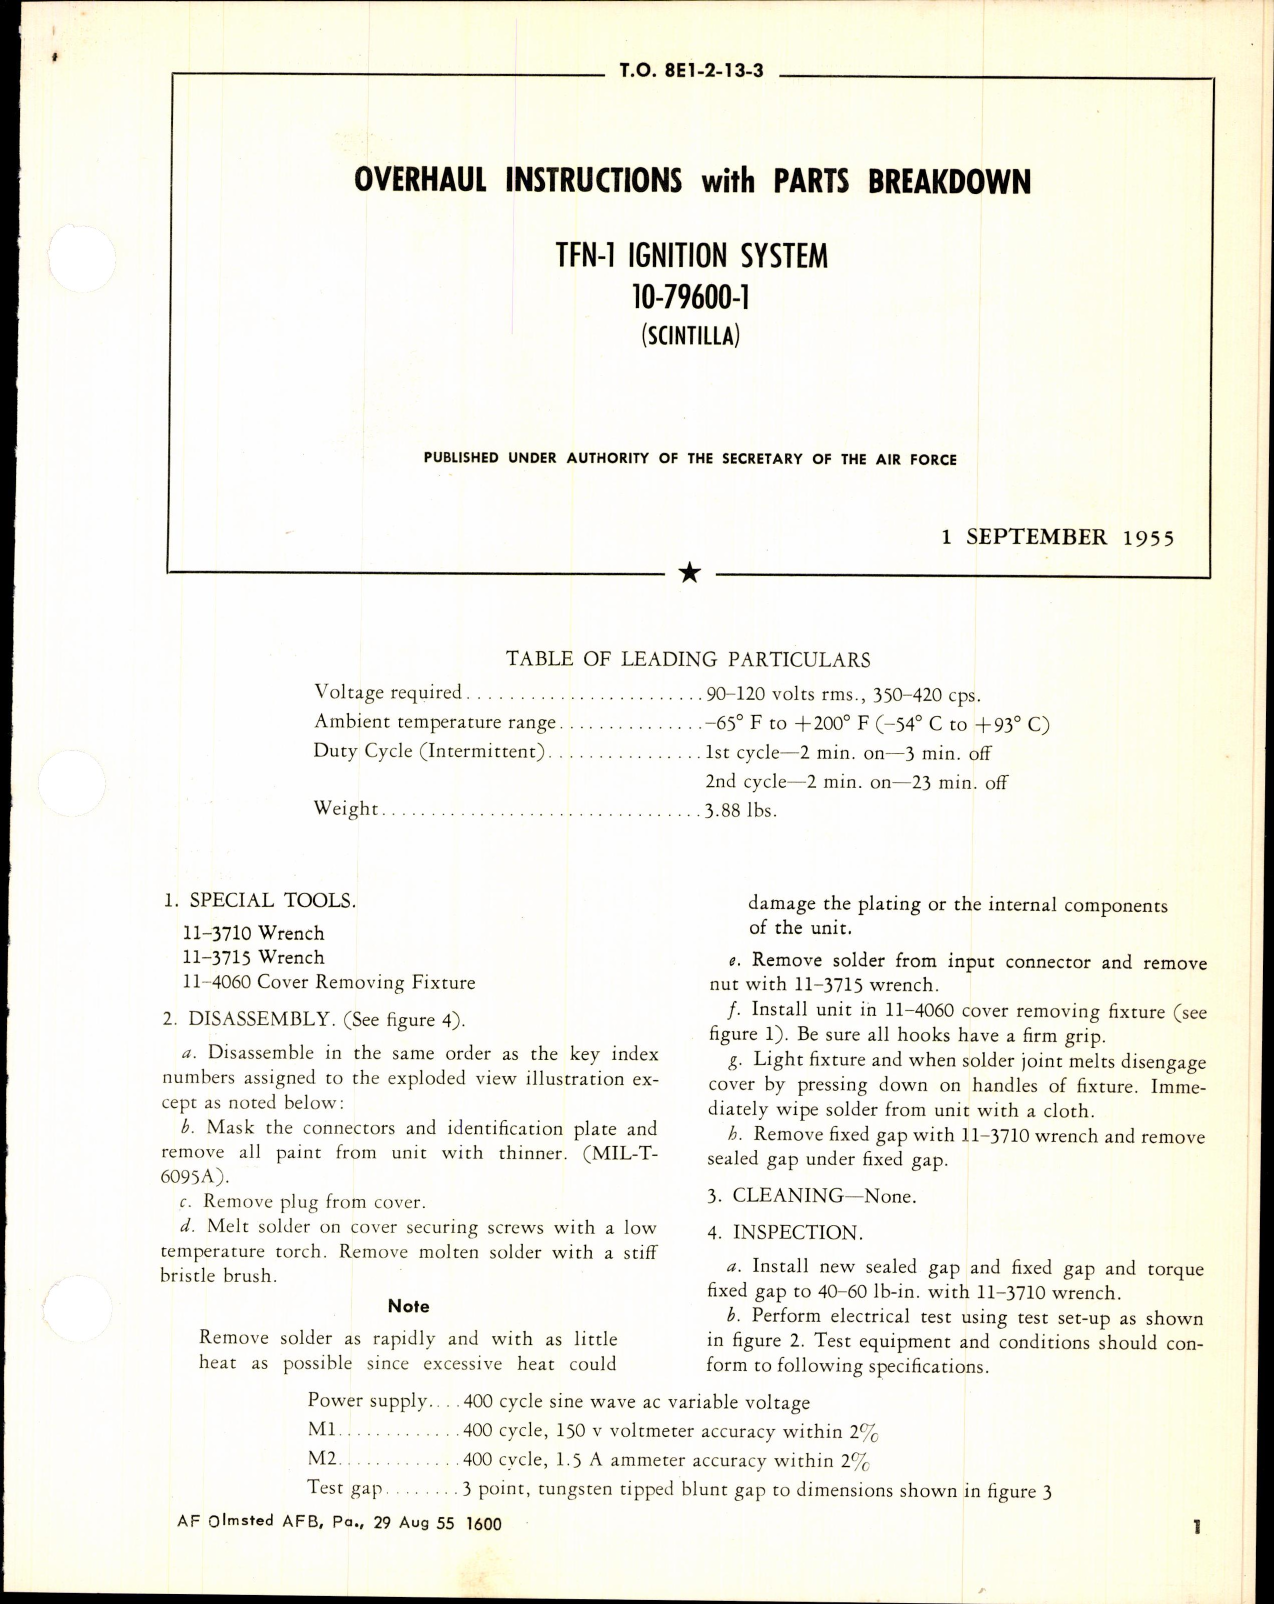 T.O. 8E1-2-13-3
OVERHAUL INSTRUCTIONS with PARTS BREAKDOWN
TFN-1 IGNITION SYSTEM
10-79600-1
(SCINTILLA)
PUBLISHED UNDER AUTHORITY OF THE SECRETARY OF THE AIR FORCE
1 SEPTEMBER 1955
★
TABLE OF LEADING PARTICULARS
Voltage required........................90–120 volts rms., 350–420 cps.
Ambient temperature range...............–65° F to +200° F (–54° C to +93° C)
Duty Cycle (Intermittent)................1st cycle—2 min. on—3 min. off
2nd cycle—2 min. on—23 min. off
Weight.................................3.88 lbs.
1. SPECIAL TOOLS.
11–3710 Wrench
11–3715 Wrench
11–4060 Cover Removing Fixture
2. DISASSEMBLY. (See figure 4).
a. Disassemble in the same order as the key index
numbers assigned to the exploded view illustration ex-
cept as noted below:
b. Mask the connectors and identification plate and
remove all paint from unit with thinner. (MIL-T-
6095A).
c. Remove plug from cover.
d. Melt solder on cover securing screws with a low
temperature torch. Remove molten solder with a stiff
bristle brush.
Note
Remove solder as rapidly and with as little
heat as possible since excessive heat could
damage the plating or the internal components
of the unit.
e. Remove solder from input connector and remove
nut with 11–3715 wrench.
f. Install unit in 11–4060 cover removing fixture (see
figure 1). Be sure all hooks have a firm grip.
g. Light fixture and when solder joint melts disengage
cover by pressing down on handles of fixture. Imme-
diately wipe solder from unit with a cloth.
h. Remove fixed gap with 11–3710 wrench and remove
sealed gap under fixed gap.
3. CLEANING—None.
4. INSPECTION.
a. Install new sealed gap and fixed gap and torque
fixed gap to 40–60 lb-in. with 11–3710 wrench.
b. Perform electrical test using test set-up as shown
in figure 2. Test equipment and conditions should con-
form to following specifications.
Power supply....400 cycle sine wave ac variable voltage
M1.............400 cycle, 150 v voltmeter accuracy within 2%
M2.............400 cycle, 1.5 A ammeter accuracy within 2%
Test gap........3 point, tungsten tipped blunt gap to dimensions shown in figure 3
AF Olmsted AFB, Pa., 29 Aug 55 1600
1